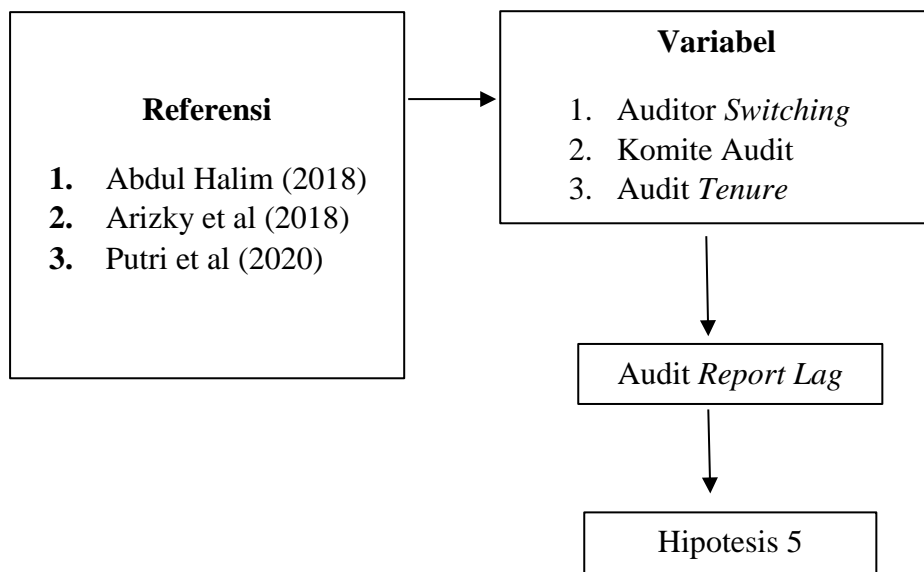 Referensi
1. Abdul Halim (2018)
2. Arizky et al (2018)
3. Putri et al (2020)
Variabel
1. Auditor Switching
2. Komite Audit
3. Audit Tenure
Audit Report Lag
Hipotesis 5